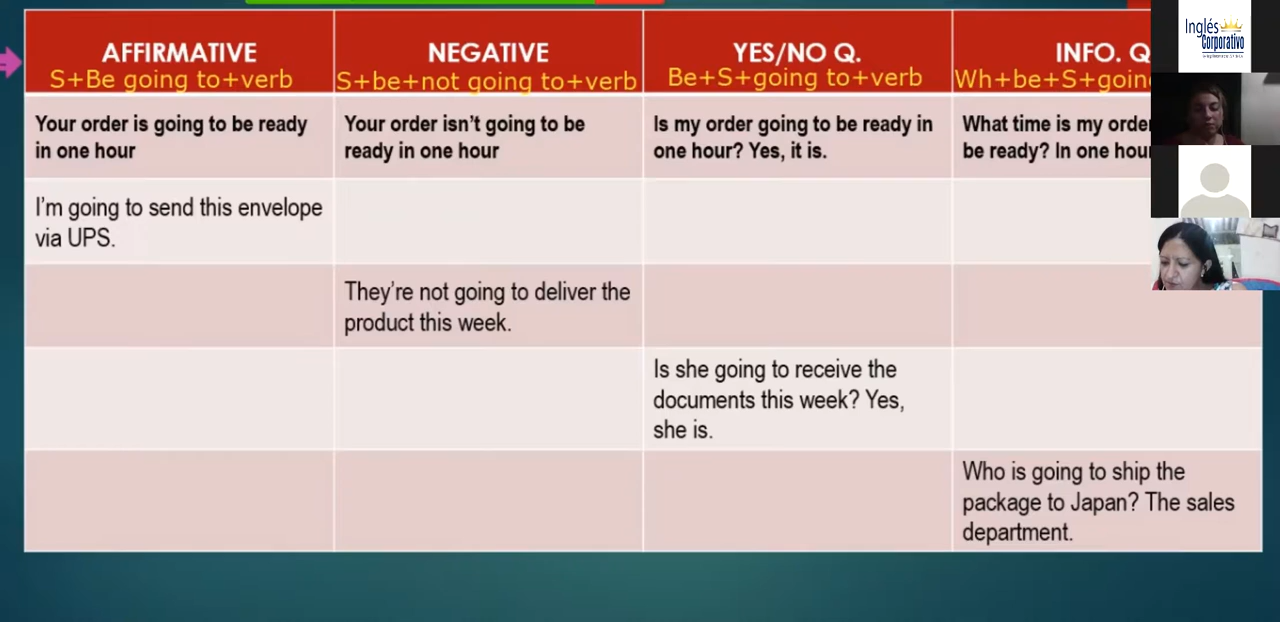 AFFIRMATIVE
S+Be going to+verb
NEGATIVE
S+be+not going to+verb
YES/NO Q.
Be+S+going to+verb
INFO. Q
Wh+be+S+goin
Your order is going to be ready
in one hour
Your order isn't going to be
ready in one hour
Is my order going to be ready in
one hour? Yes, it is.
What time is my orde
be ready? In one hou
I'm going to send this envelope
via UPS.
They're not going to deliver the
product this week.
Is she going to receive the
documents this week? Yes,
she is.
Who is going to ship the
package to Japan? The sales
department.
Inglés
Corporativo